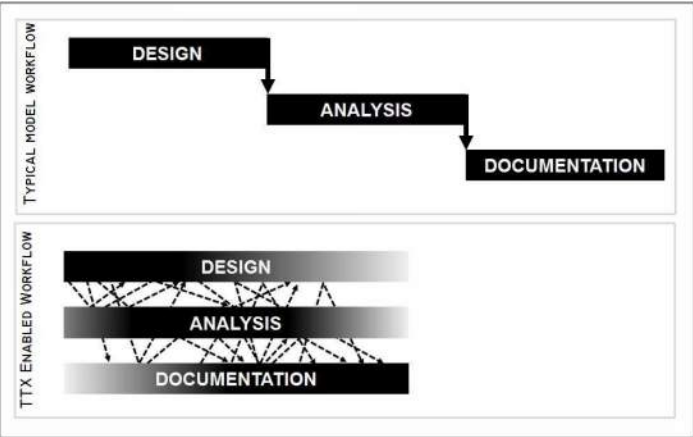 TYPICAL MODEL WORKFLOW
DESIGN
ANALYSIS
DOCUMENTATION
TTX ENABLED WORKFLOW
DESIGN
ANALYSIS
DOCUMENTATION